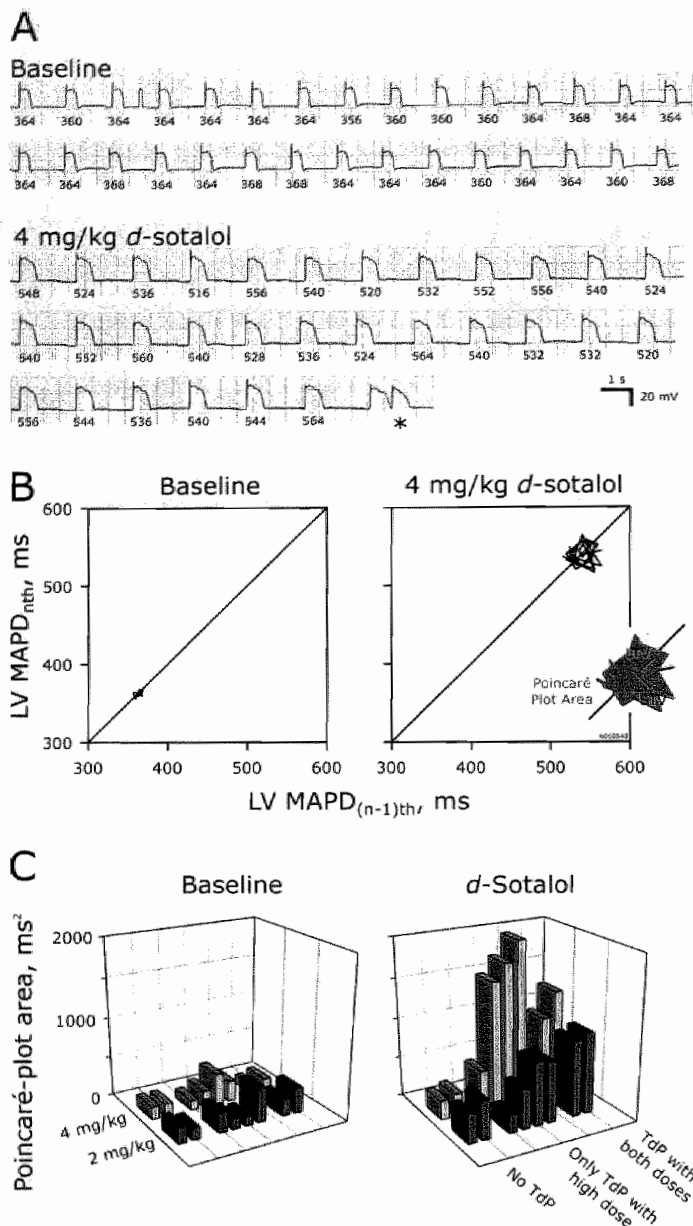 A
Baseline
364 360 364 364 364 364 364 356 360 360 360 364 368 364 364
364 364 368 364 364 368 368 364 364 364 360 364 364 360 368
4 mg/kg d-sotalol
548 524 536 516 556 540 520 532 552 556 540 524
540 552 560 540 528 536 524 564 540 532 532 520
556 544 536 540 544 564 *
1 s
20 mV
B
Baseline
4 mg/kg d-sotalol
LV MAPDnth, ms
600
500
400
300
300 400 500 600
300 400 500 600
Poincaré
Plot Area
LV MAPD(n-1)th, ms
C
Baseline
d-Sotalol
Poincaré-plot area, ms²
2000
1000
0
4 mg/kg
2 mg/kg
No TdP
Only TdP with
high dose
TdP with
both doses